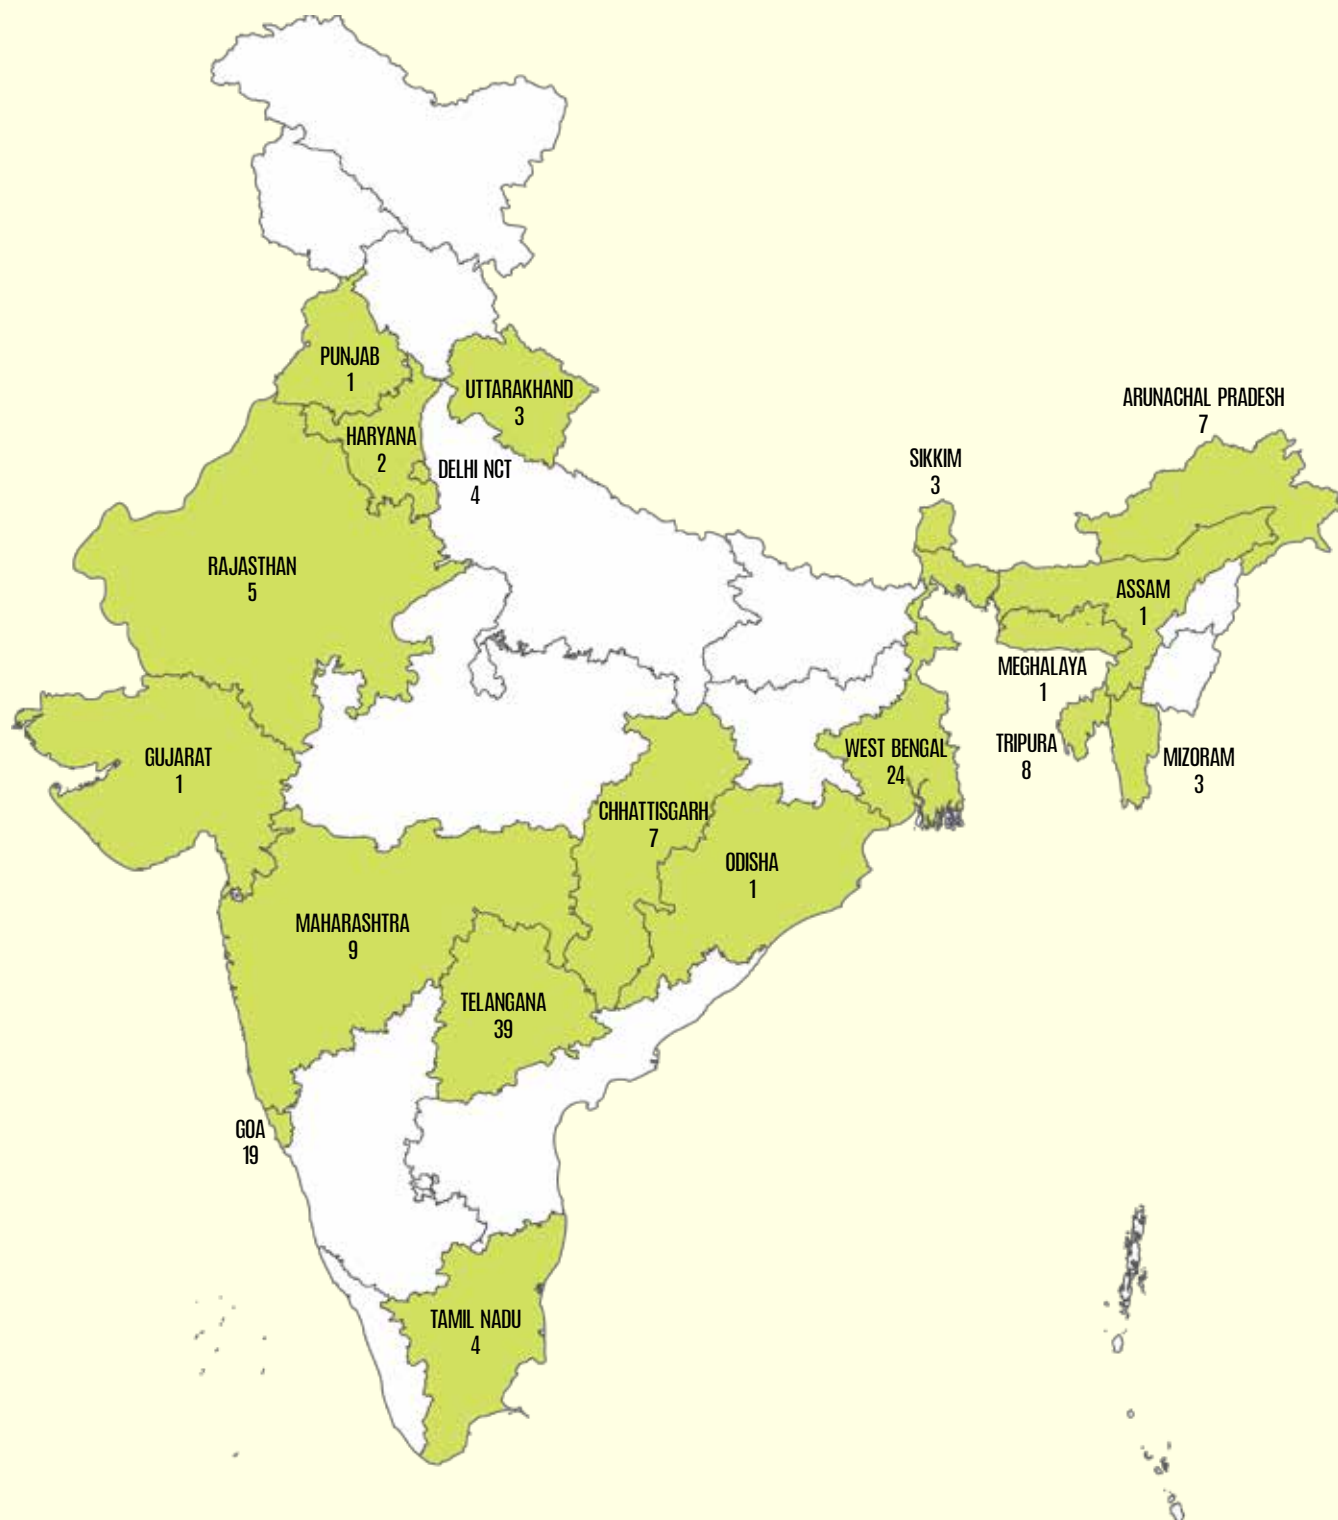 PUNJAB
1
UTTARAKHAND
3
ARUNACHAL PRADESH
7
HARYANA
2
DELHI NCT
4
SIKKIM
3
RAJASTHAN
5
ASSAM
1
MEGHALAYA
1
GUJARAT
1
WEST BENGAL
24
TRIPURA
8
MIZORAM
3
CHHATTISGARH
7
ODISHA
1
MAHARASHTRA
9
TELANGANA
39
GOA
19
TAMIL NADU
4